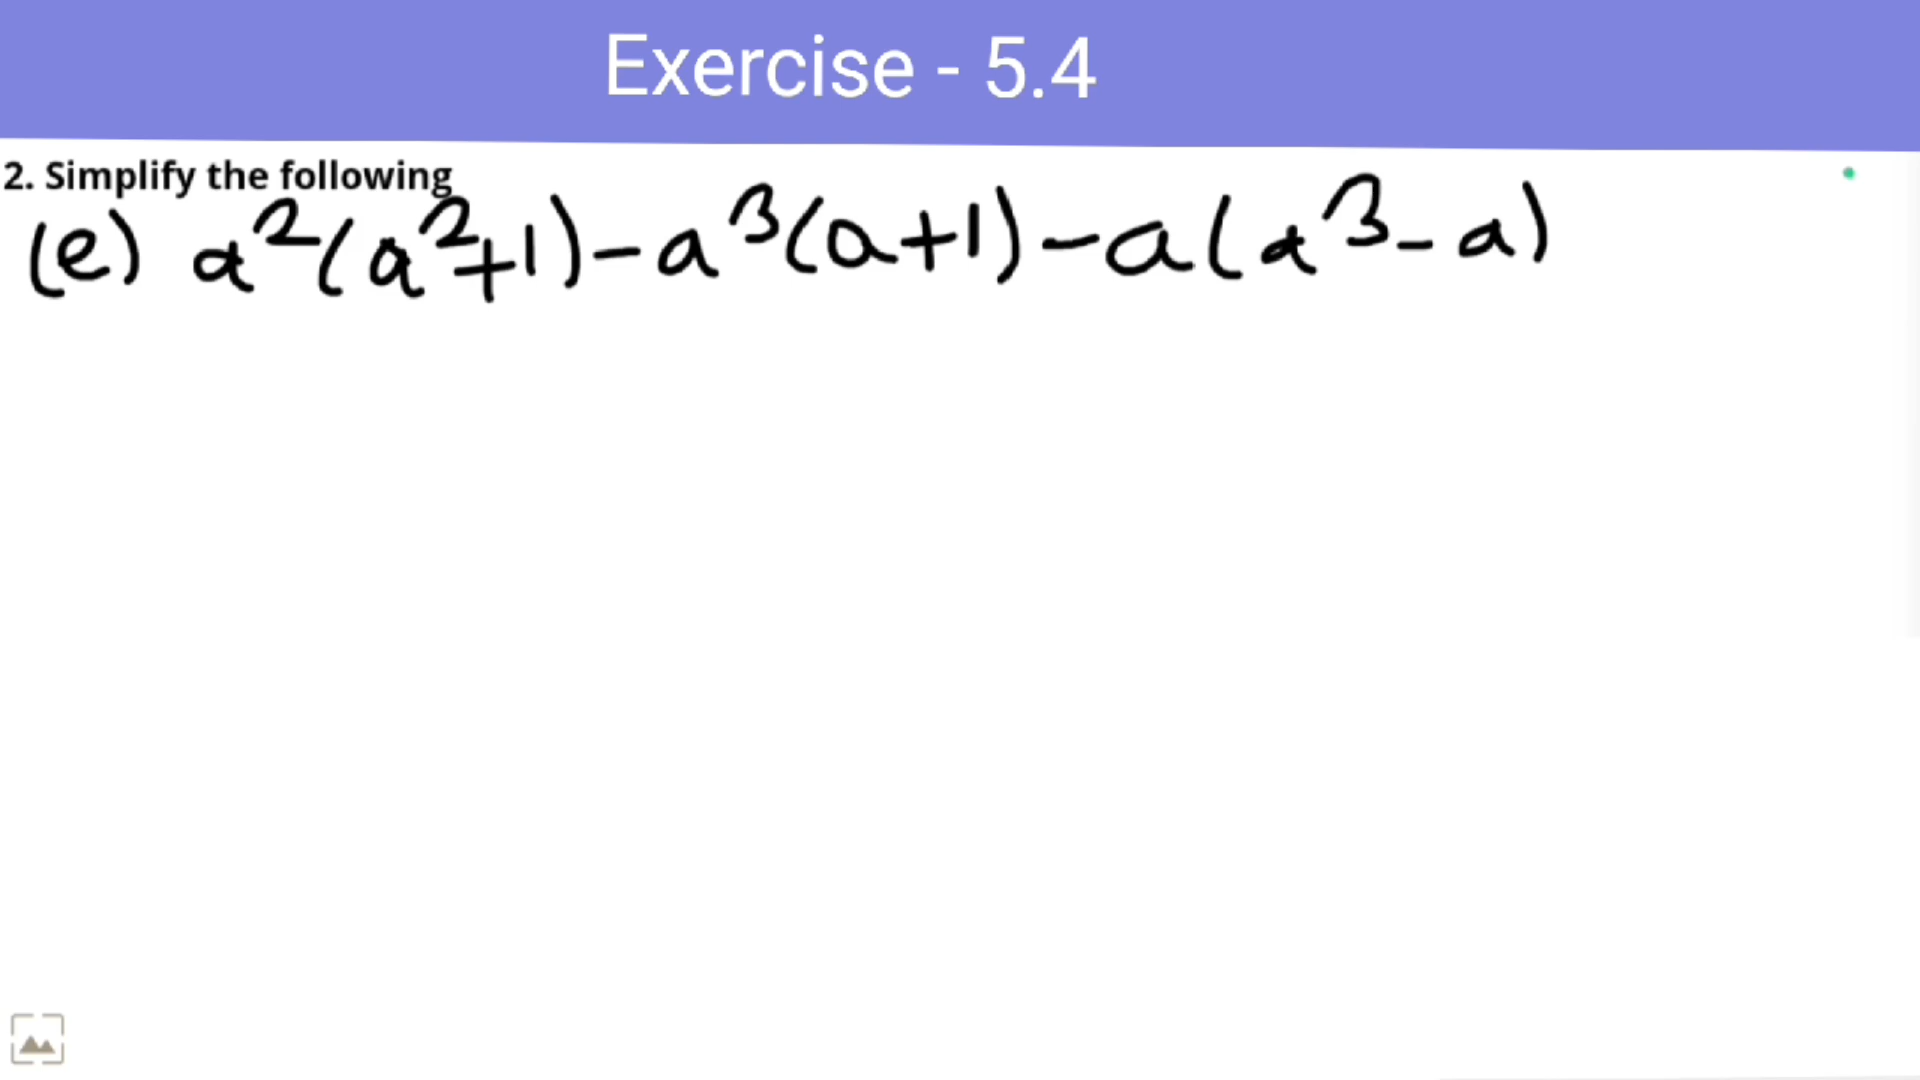 Exercise - 5.4
2. Simplify the following
(e) a²(a²+1)-a³(a+1)-a(a³-a)